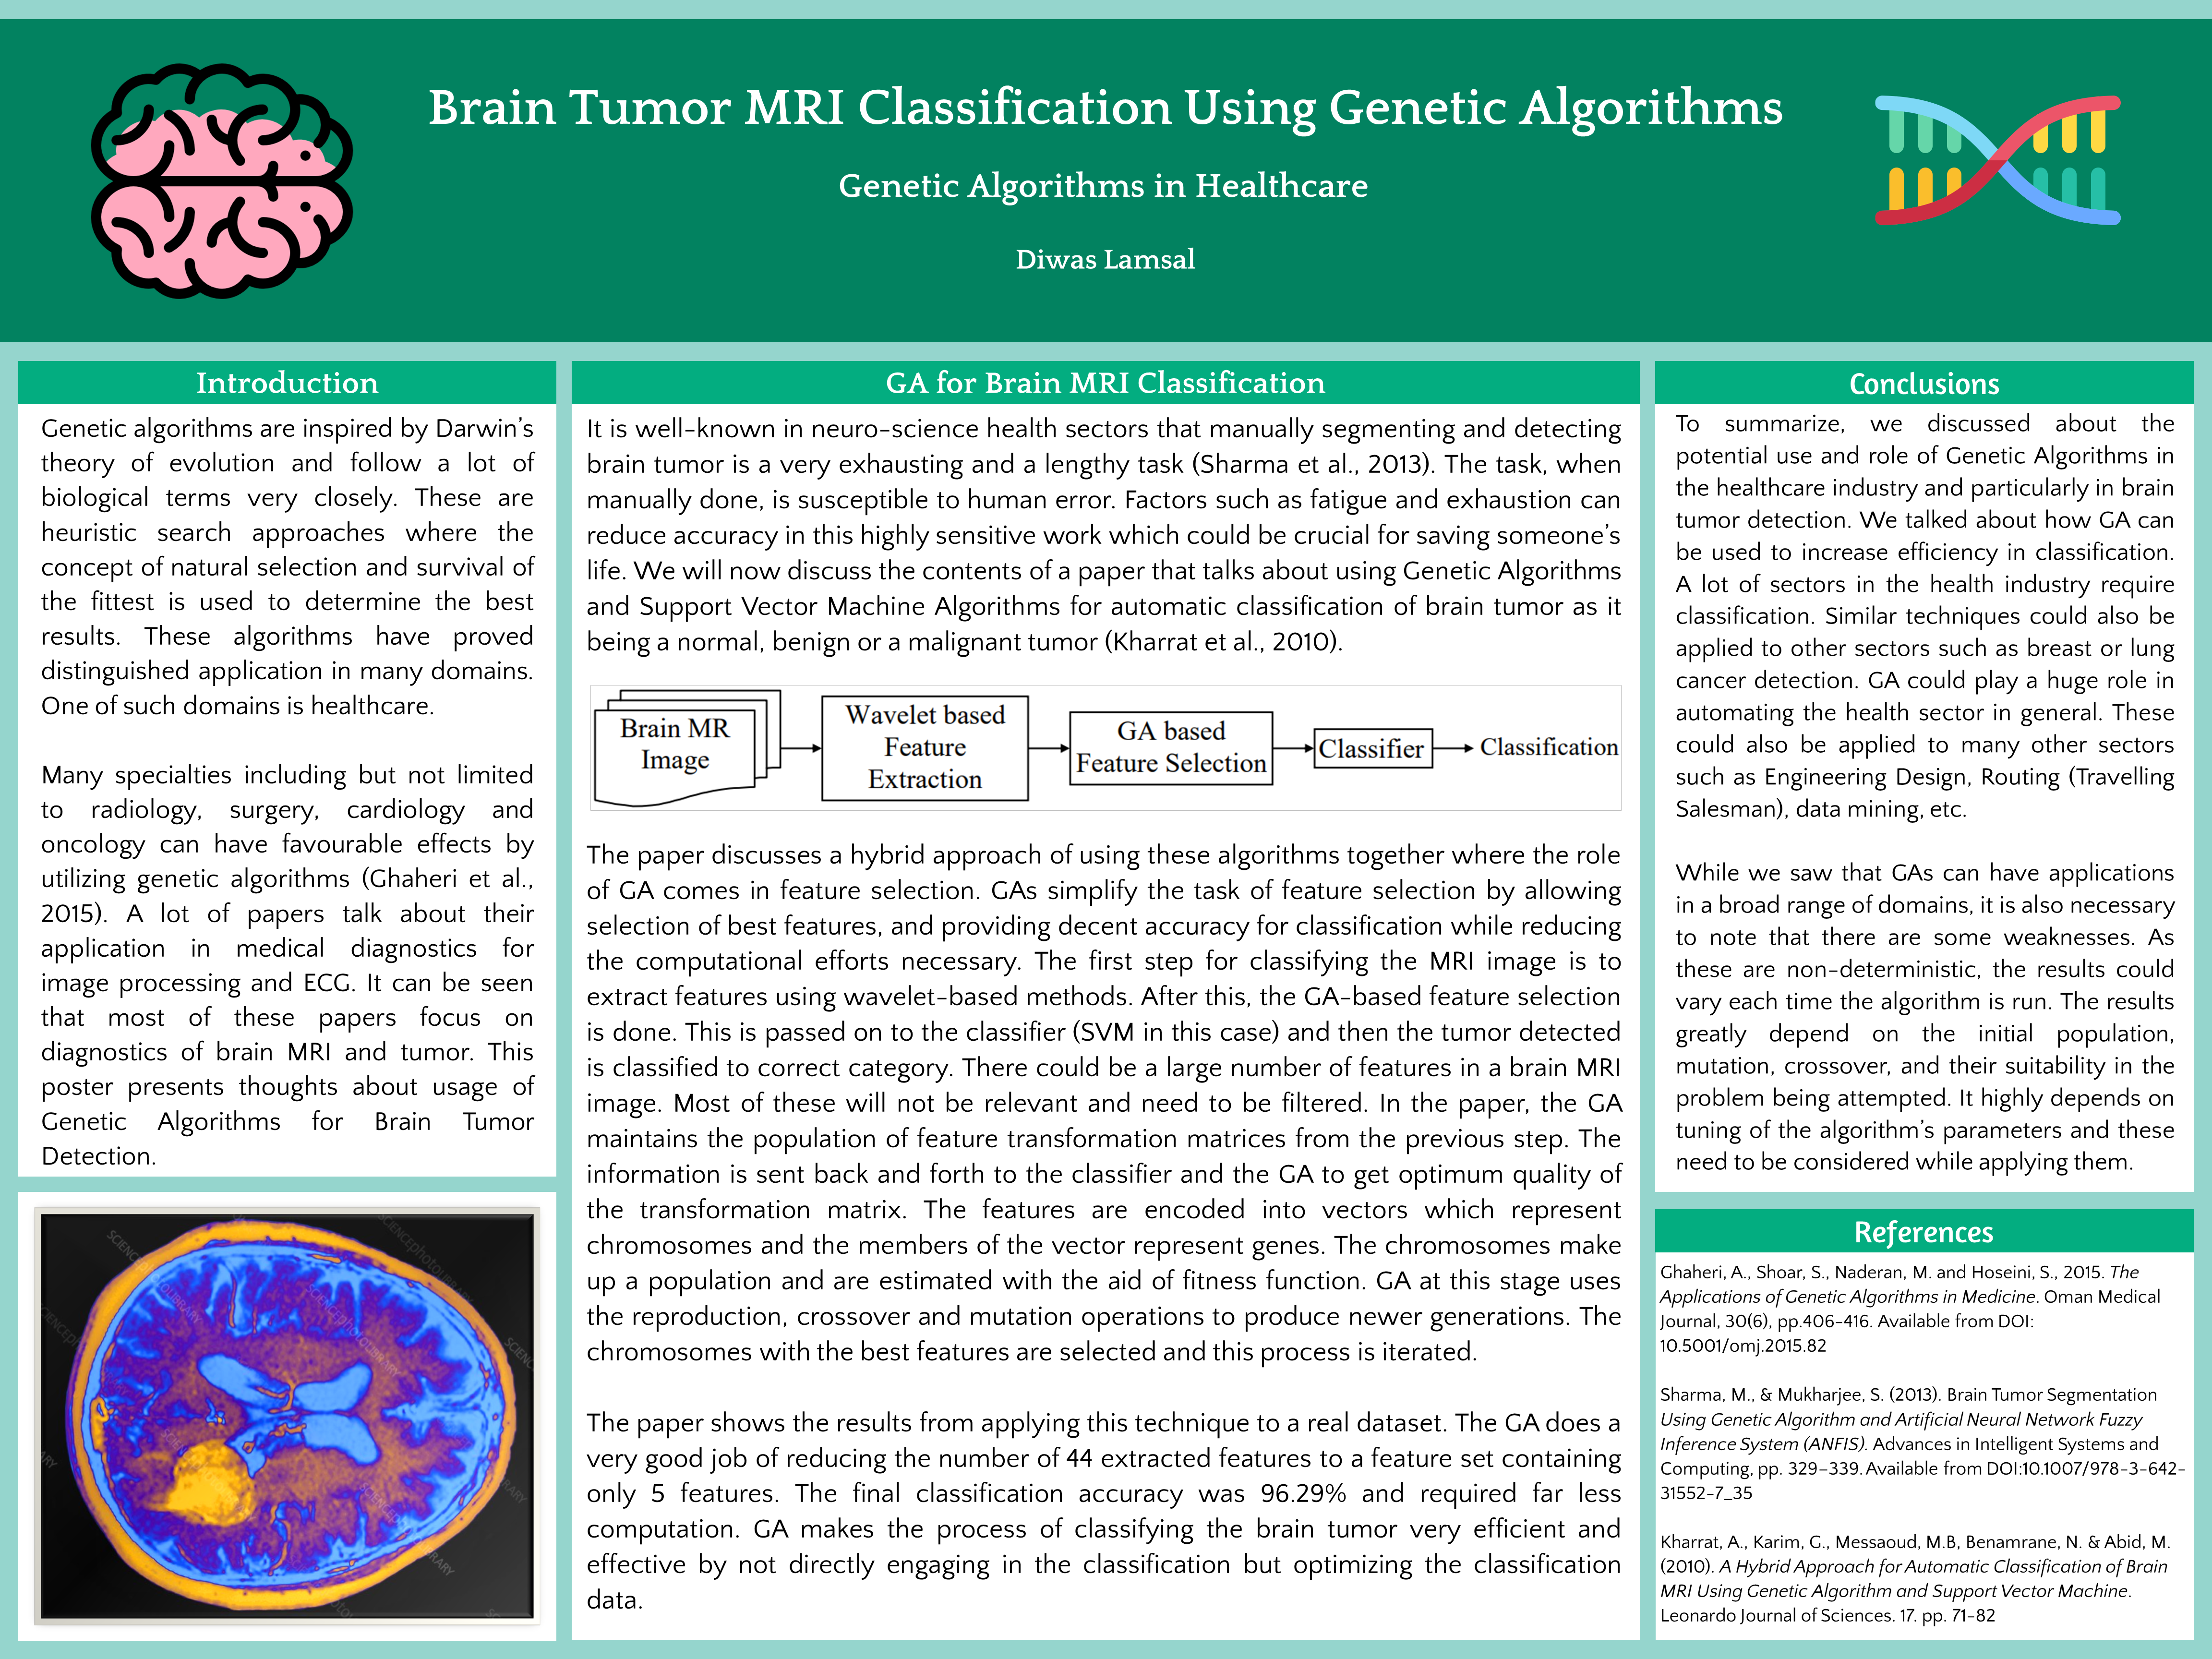 Brain Tumor MRI Classification Using Genetic Algorithms
Genetic Algorithms in Healthcare
Diwas Lamsal
Introduction
Genetic algorithms are inspired by Darwin's
theory of evolution and follow a lot of
biological terms very closely. These are
heuristic search approaches where the
concept of natural selection and survival of
the fittest is used to determine the best
results. These algorithms have proved
distinguished application in many domains.
One of such domains is healthcare.
Many specialties including but not limited
to radiology, surgery, cardiology and
oncology can have favourable effects by
utilizing genetic algorithms (Ghaheri et al.,
2015). A lot of papers talk about their
application in medical diagnostics for
image processing and ECG. It can be seen
that most of these papers focus on
diagnostics of brain MRI and tumor. This
poster presents thoughts about usage of
Genetic Algorithms for Brain Tumor
Detection.
GA for Brain MRI Classification
It is well-known in neuro-science health sectors that manually segmenting and detecting
brain tumor is a very exhausting and a lengthy task (Sharma et al., 2013). The task, when
manually done, is susceptible to human error. Factors such as fatigue and exhaustion can
reduce accuracy in this highly sensitive work which could be crucial for saving someone's
life. We will now discuss the contents of a paper that talks about using Genetic Algorithms
and Support Vector Machine Algorithms for automatic classification of brain tumor as it
being a normal, benign or a malignant tumor (Kharrat et al., 2010).
Brain MR
Image
Wavelet based
Feature
Extraction
GA based
Feature Selection
Classifier
Classification
The paper discusses a hybrid approach of using these algorithms together where the role
of GA comes in feature selection. GAs simplify the task of feature selection by allowing
selection of best features, and providing decent accuracy for classification while reducing
the computational efforts necessary. The first step for classifying the MRI image is to
extract features using wavelet-based methods. After this, the GA-based feature selection
is done. This is passed on to the classifier (SVM in this case) and then the tumor detected
is classified to correct category. There could be a large number of features in a brain MRI
image. Most of these will not be relevant and need to be filtered. In the paper, the GA
maintains the population of feature transformation matrices from the previous step. The
information is sent back and forth to the classifier and the GA to get optimum quality of
the transformation matrix. The features are encoded into vectors which represent
chromosomes and the members of the vector represent genes. The chromosomes make
up a population and are estimated with the aid of fitness function. GA at this stage uses
the reproduction, crossover and mutation operations to produce newer generations. The
chromosomes with the best features are selected and this process is iterated.
The paper shows the results from applying this technique to a real dataset. The GA does a
very good job of reducing the number of 44 extracted features to a feature set containing
only 5 features. The final classification accuracy was 96.29% and required far less
computation. GA makes the process of classifying the brain tumor very efficient and
effective by not directly engaging in the classification but optimizing the classification
data.
Conclusions
To summarize, we discussed about the
potential use and role of Genetic Algorithms in
the healthcare industry and particularly in brain
tumor detection. We talked about how GA can
be used to increase efficiency in classification.
A lot of sectors in the health industry require
classification. Similar techniques could also be
applied to other sectors such as breast or lung
cancer detection. GA could play a huge role in
automating the health sector in general. These
could also be applied to many other sectors
such as Engineering Design, Routing (Travelling
Salesman), data mining, etc.
While we saw that GAs can have applications
in a broad range of domains, it is also necessary
to note that there are some weaknesses. As
these are non-deterministic, the results could
vary each time the algorithm is run. The results
greatly depend on the initial population,
mutation, crossover, and their suitability in the
problem being attempted. It highly depends on
tuning of the algorithm's parameters and these
need to be considered while applying them.
References
Ghaheri, A., Shoar, S., Naderan, M. and Hoseini, S., 2015. The
Applications of Genetic Algorithms in Medicine. Oman Medical
Journal, 30(6), pp.406-416. Available from DOI:
10.5001/omj.2015.82
Sharma, M., & Mukharjee, S. (2013). Brain Tumor Segmentation
Using Genetic Algorithm and Artificial Neural Network Fuzzy
Inference System (ANFIS). Advances in Intelligent Systems and
Computing, pp. 329–339. Available from DOI:10.1007/978-3-642-
31552-7_35
Kharrat, A., Karim, G., Messaoud, M.B, Benamrane, N. & Abid, M.
(2010). A Hybrid Approach for Automatic Classification of Brain
MRI Using Genetic Algorithm and Support Vector Machine.
Leonardo Journal of Sciences. 17. pp. 71-82